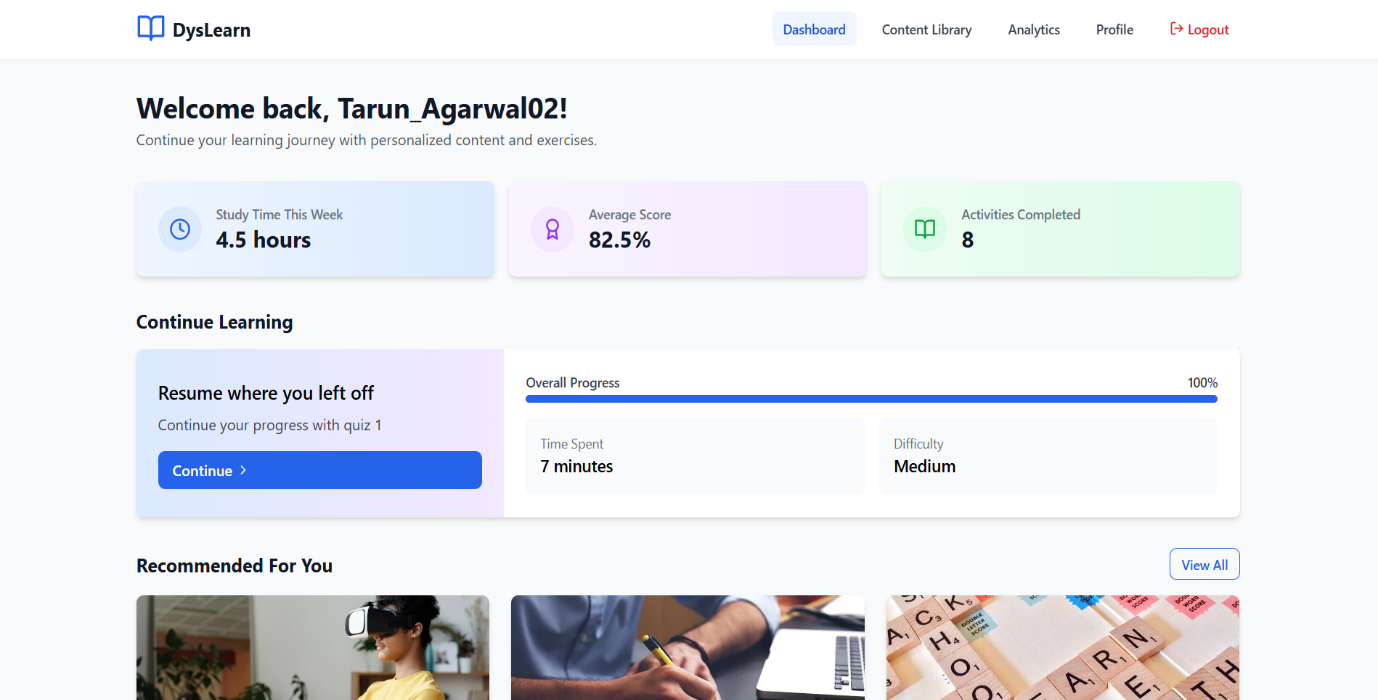 DysLearn
Dashboard
Content Library
Analytics
Profile
Logout
Welcome back, Tarun_Agarwal02!
Continue your learning journey with personalized content and exercises.
Study Time This Week
4.5 hours
Average Score
82.5%
Activities Completed
8
Continue Learning
Resume where you left off
Continue your progress with quiz 1
Continue
Overall Progress
100%
Time Spent
7 minutes
Difficulty
Medium
Recommended For You
View All
DOUBLE LETTER SCORE